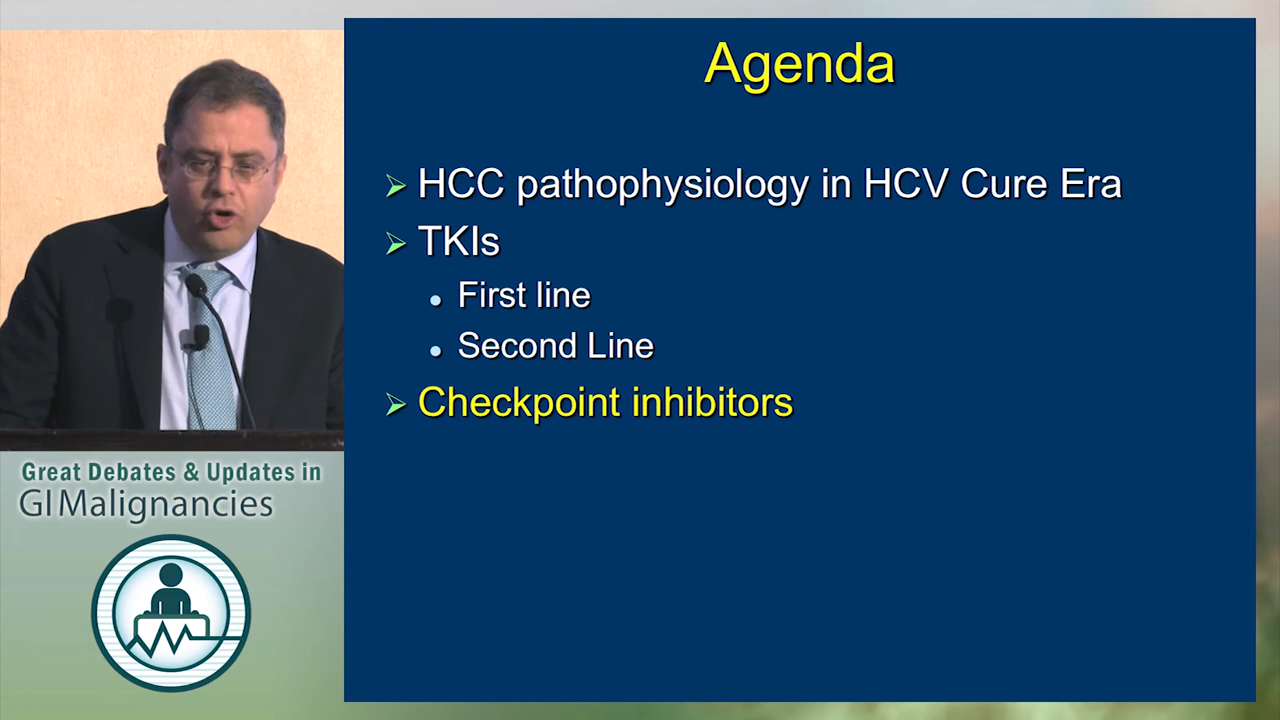 Agenda
HCC pathophysiology in HCV Cure Era
TKIs
First line
Second Line
Checkpoint inhibitors
Great Debates & Updates in
GI Malignancies